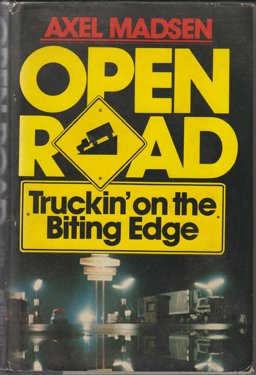 AXEL MADSEN
OPEN
ROAD
Truckin' on the
Biting Edge